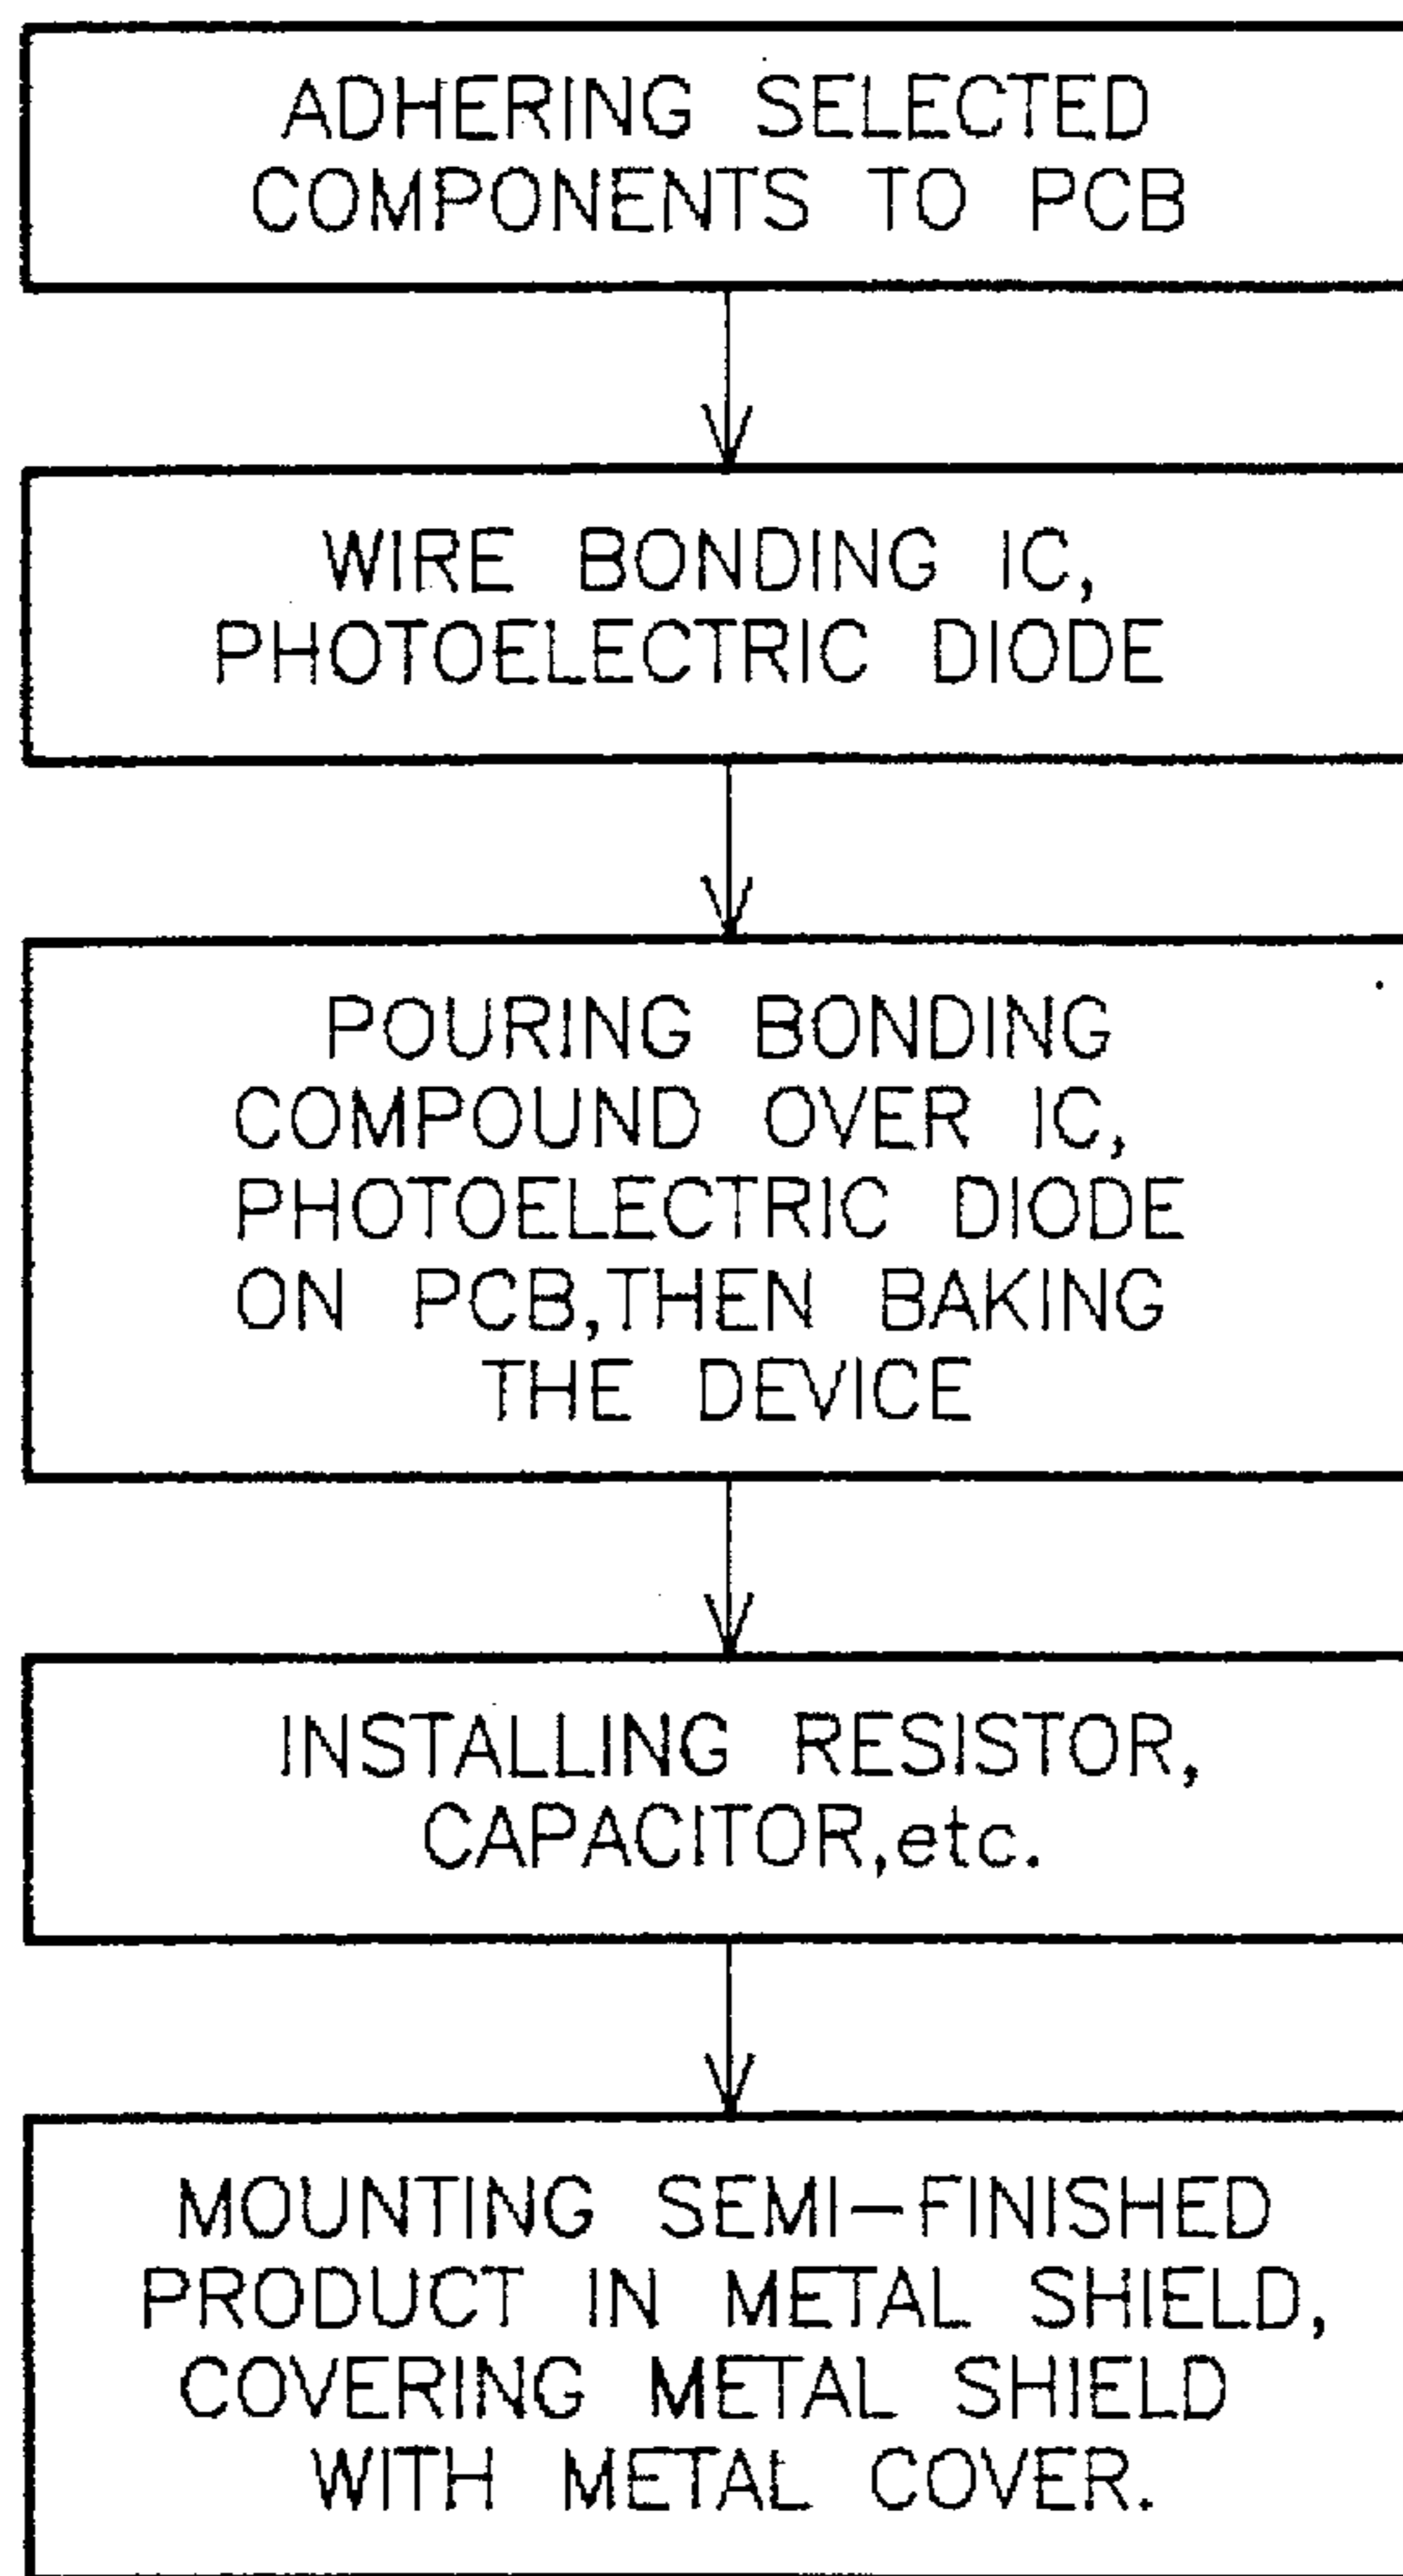 ADHERING SELECTED
COMPONENTS TO PCB
WIRE BONDING IC,
PHOTOELECTRIC DIODE
POURING BONDING
COMPOUND OVER IC,
PHOTOELECTRIC DIODE
ON PCB,THEN BAKING
THE DEVICE
INSTALLING RESISTOR,
CAPACITOR,etc.
MOUNTING SEMI-FINISHED
PRODUCT IN METAL SHIELD,
COVERING METAL SHIELD
WITH METAL COVER.